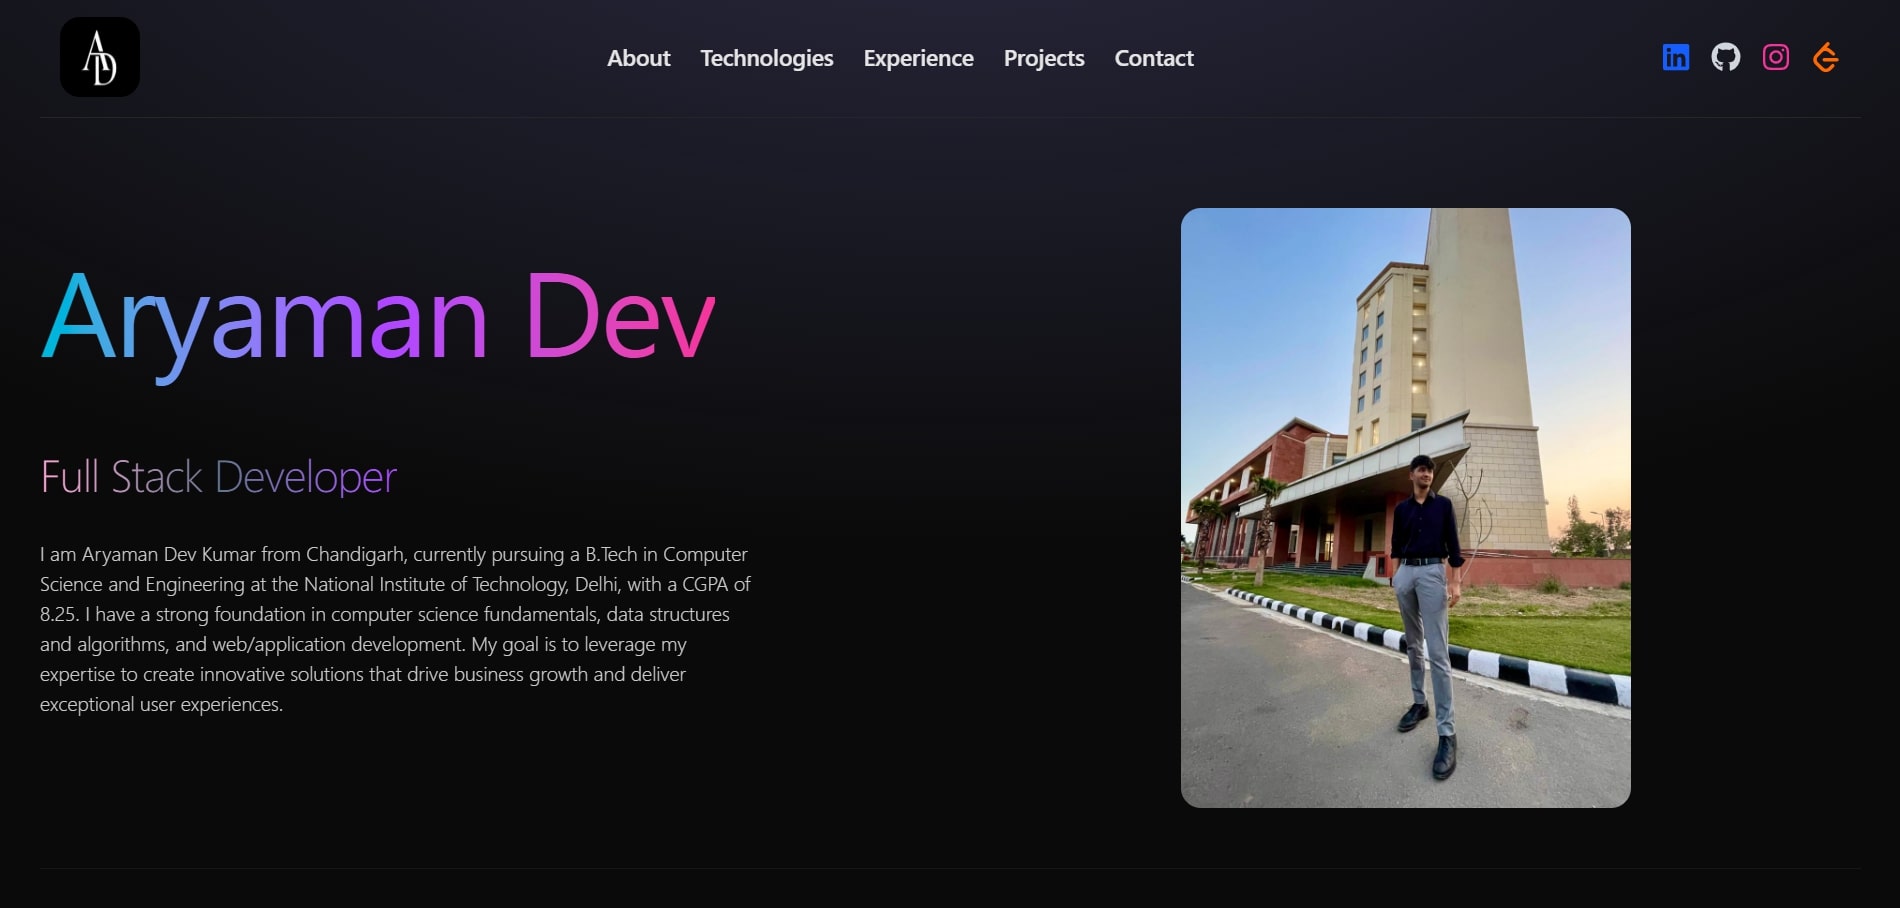 AD
About Technologies Experience Projects Contact
Aryaman Dev
Full Stack Developer
I am Aryaman Dev Kumar from Chandigarh, currently pursuing a B.Tech in Computer
Science and Engineering at the National Institute of Technology, Delhi, with a CGPA of
8.25. I have a strong foundation in computer science fundamentals, data structures
and algorithms, and web/application development. My goal is to leverage my
expertise to create innovative solutions that drive business growth and deliver
exceptional user experiences.